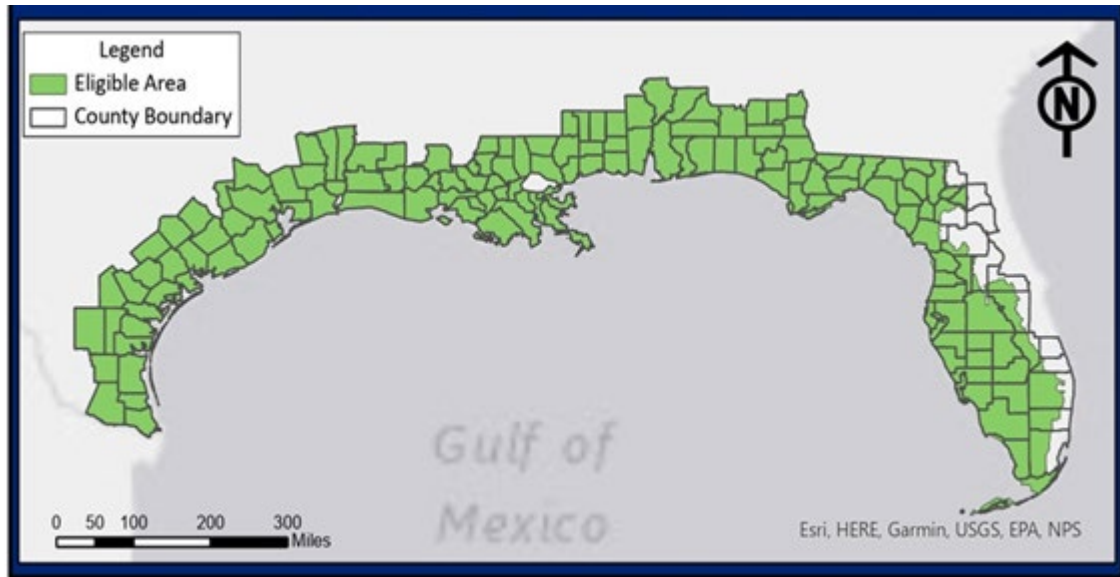 Legend
Eligible Area
County Boundary
N
Gulf of
Mexico
0 50 100 200 300
Miles
Esri, HERE, Garmin, USGS, EPA, NPS